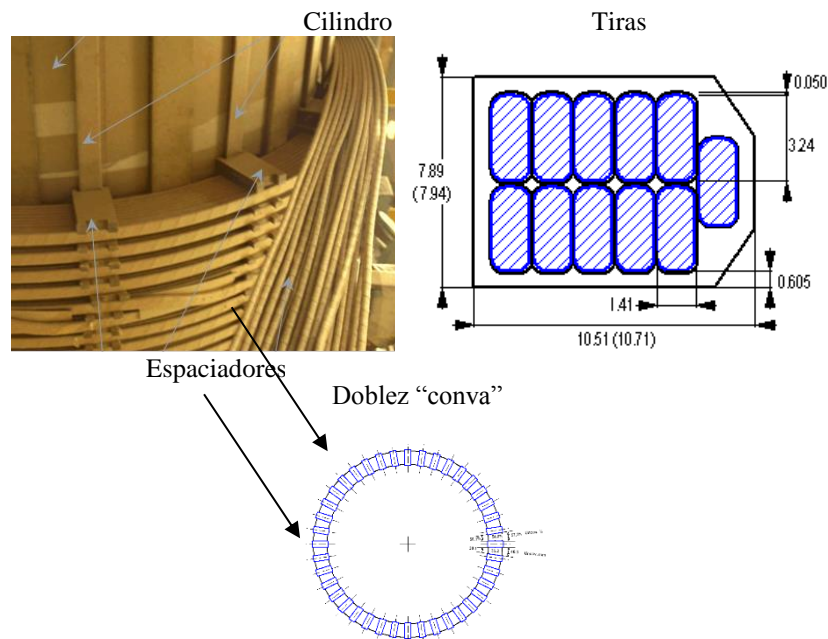 Cilindro
Tiras
0.050
3.24
7.89
(7.94)
0.605
1.41
10.51 (10.71)
Espaciadores
Doblez “conva”